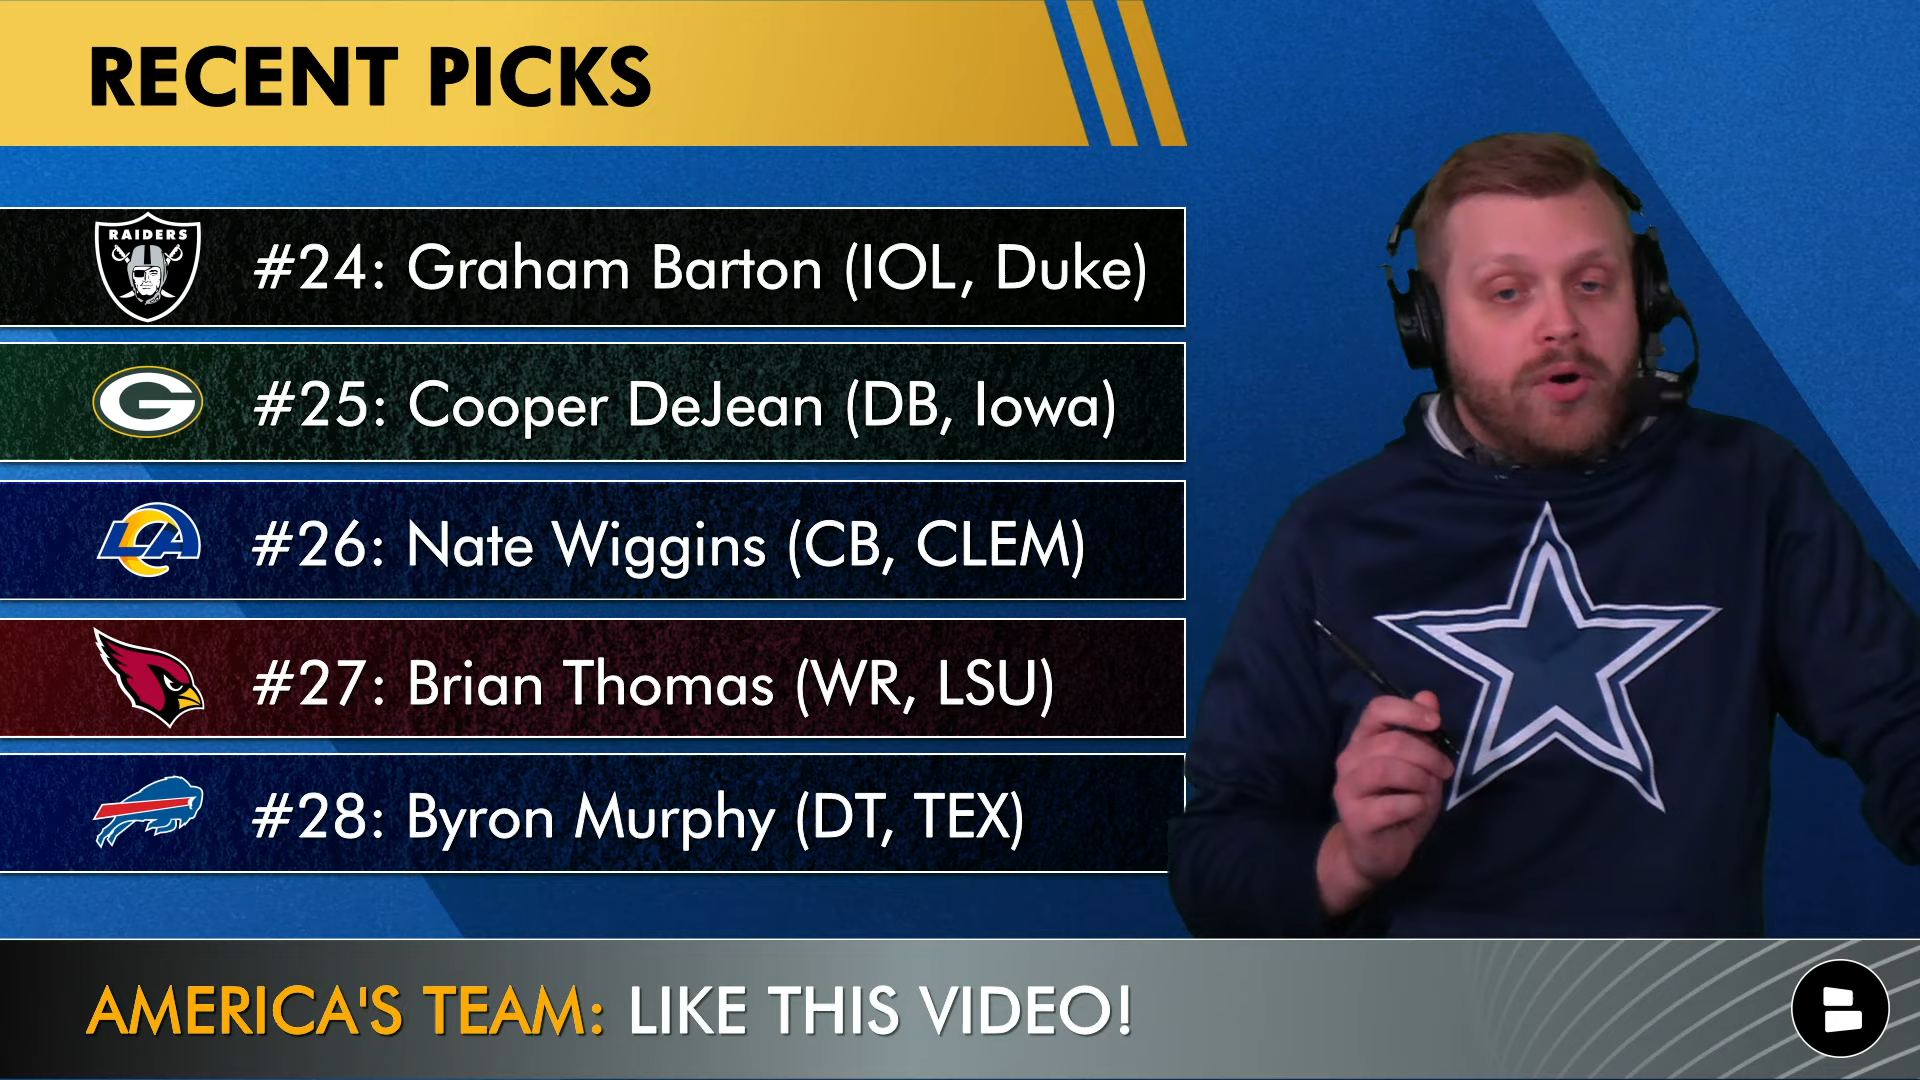 RECENT PICKS
RAIDERS
#24: Graham Barton (IOL, Duke)
G
#25: Cooper DeJean (DB, Iowa)
LA
#26: Nate Wiggins (CB, CLEM)
#27: Brian Thomas (WR, LSU)
#28: Byron Murphy (DT, TEX)
AMERICA'S TEAM: LIKE THIS VIDEO!